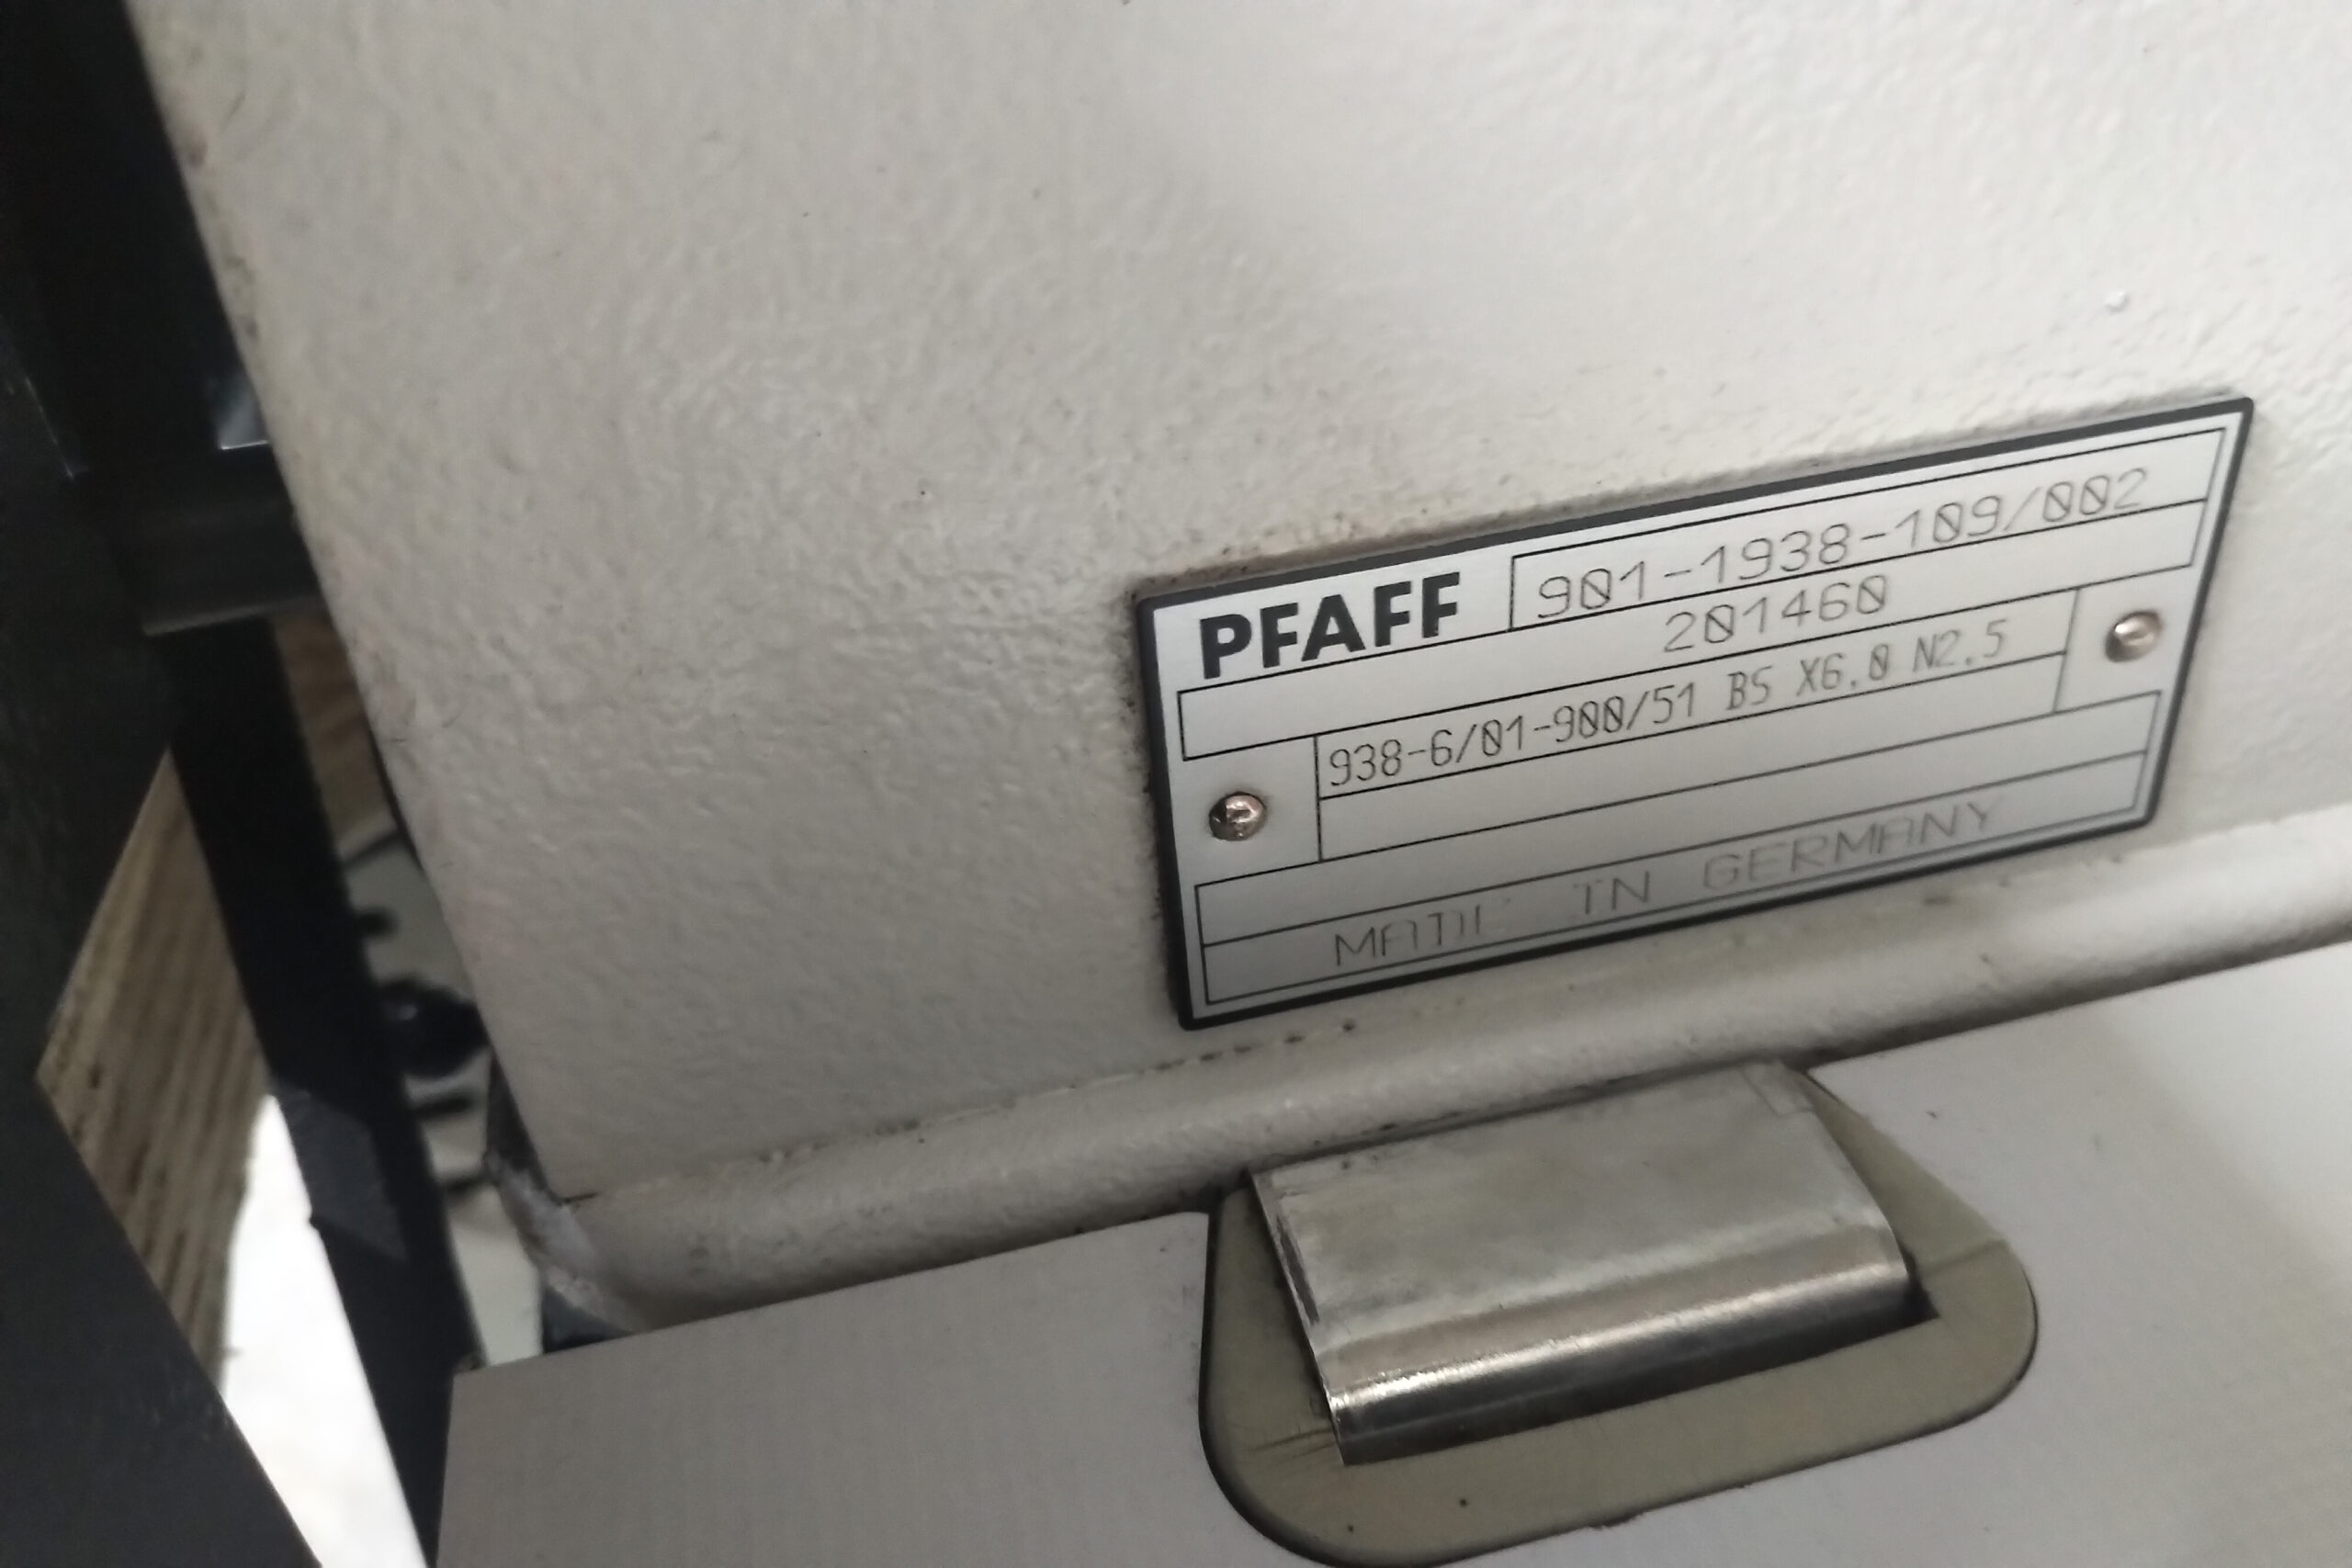 PFAFF 901-1938-109/002
201460
938-6/01-900/51 BS X6.0 N2.5
MADE IN GERMANY